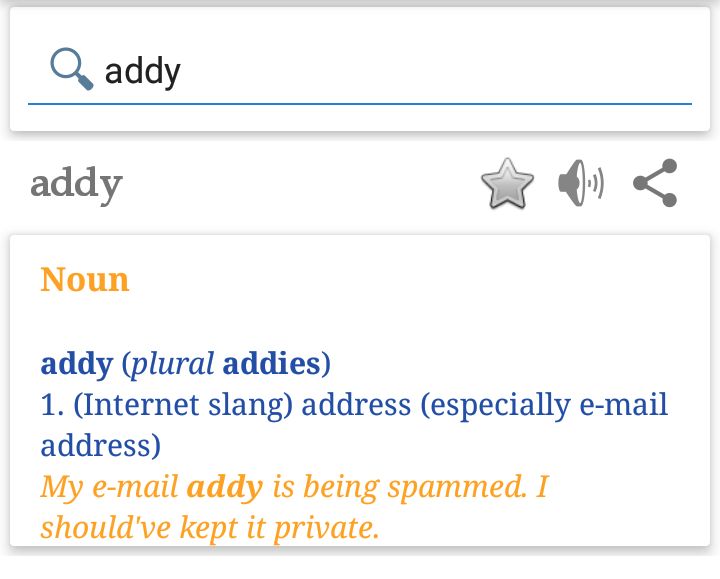 addy
addy
Noun
addy (plural addies)
1. (Internet slang) address (especially e-mail
address)
My e-mail addy is being spammed. I
should've kept it private.